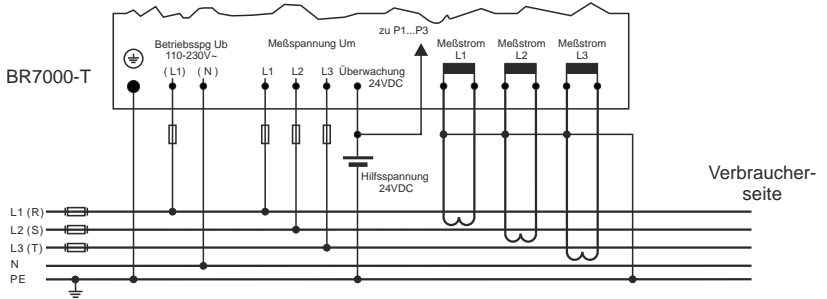 zu P1...P3
Betriebsspg Ub
110-230V~
Meßspannung Um
Meßstrom
L1
Meßstrom
L2
Meßstrom
L3
BR7000-T
(L1)
(N)
L1
L2
L3
Überwachung
24VDC
Hilfsspannung
24VDC
Verbraucher-
seite
L1 (R)
L2 (S)
L3 (T)
N
PE